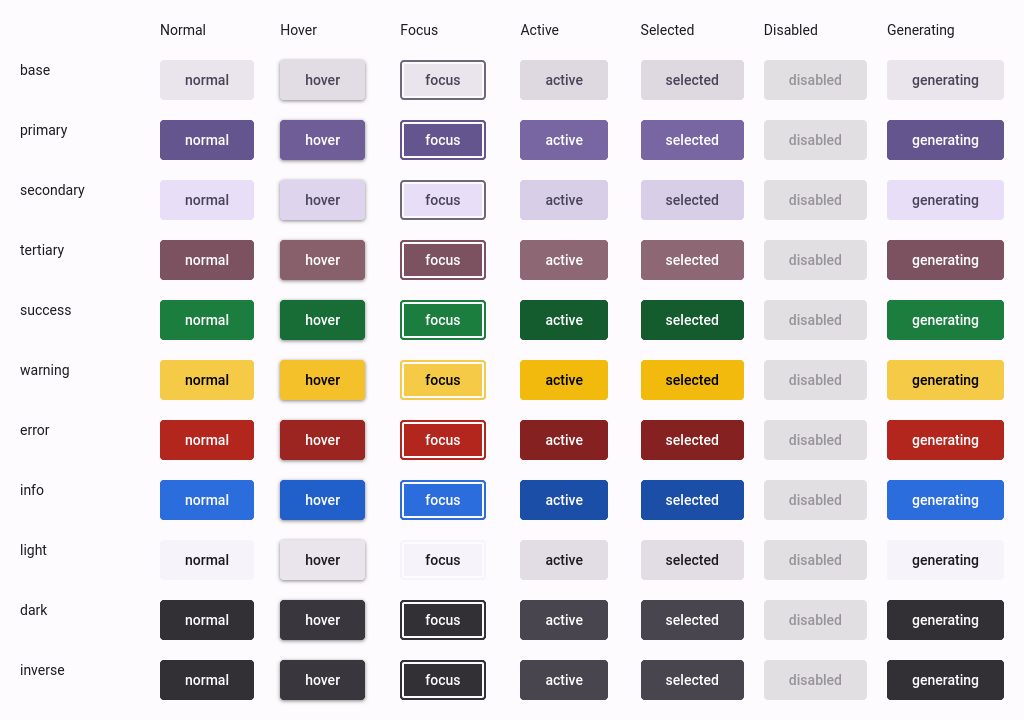 Normal Hover Focus Active Selected Disabled Generating
base normal hover focus active selected disabled generating
primary normal hover focus active selected disabled generating
secondary normal hover focus active selected disabled generating
tertiary normal hover focus active selected disabled generating
success normal hover focus active selected disabled generating
warning normal hover focus active selected disabled generating
error normal hover focus active selected disabled generating
info normal hover focus active selected disabled generating
light normal hover focus active selected disabled generating
dark normal hover focus active selected disabled generating
inverse normal hover focus active selected disabled generating